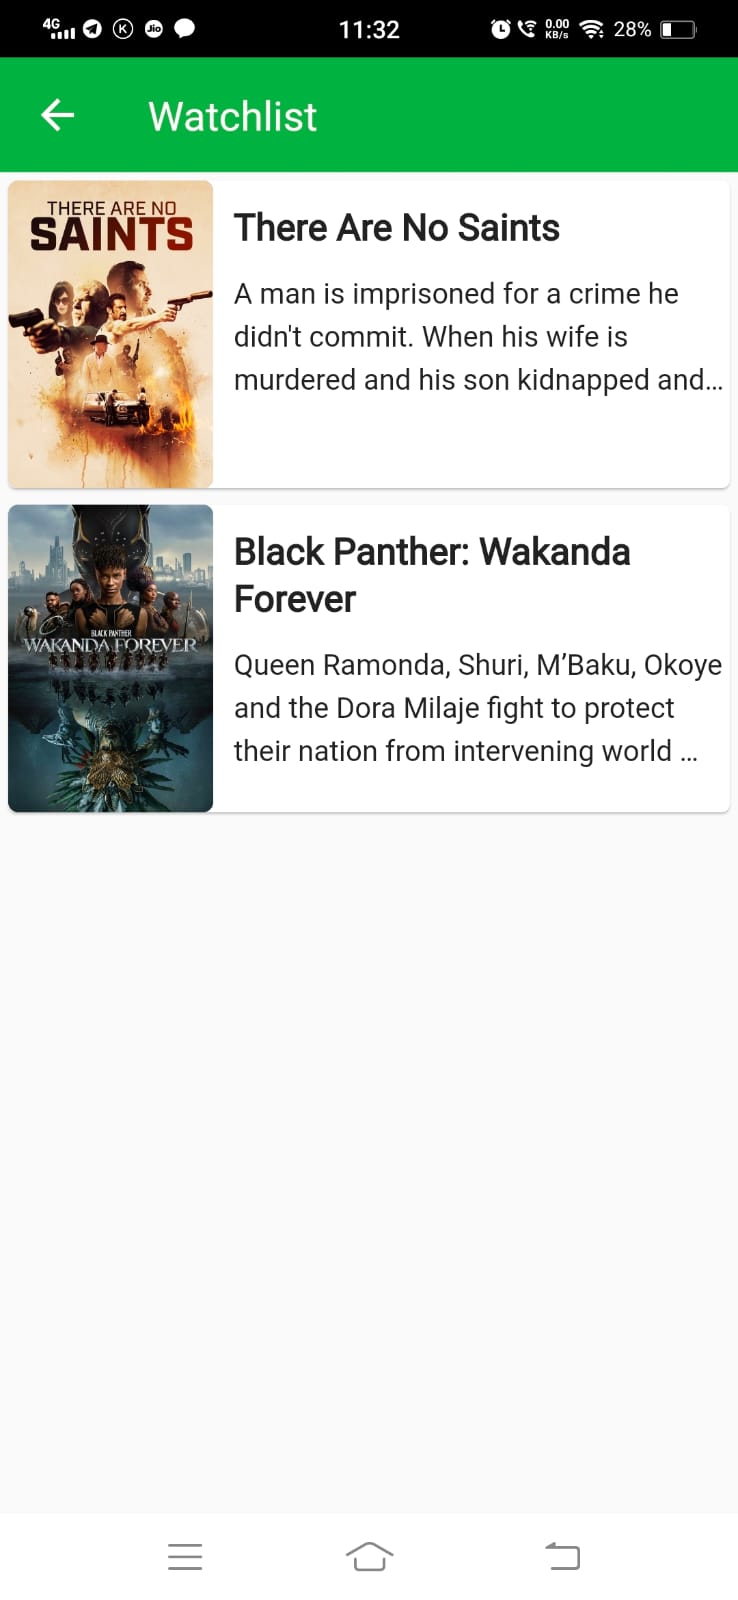 4G
K
Jio
11:32
0.00
KB/s
28%
Watchlist
THERE ARE NO
SAINTS
There Are No Saints
A man is imprisoned for a crime he
didn't commit. When his wife is
murdered and his son kidnapped and…
BLACK PANTHER
WAKANDA FOREVER
Black Panther: Wakanda
Forever
Queen Ramonda, Shuri, M’Baku, Okoye
and the Dora Milaje fight to protect
their nation from intervening world …